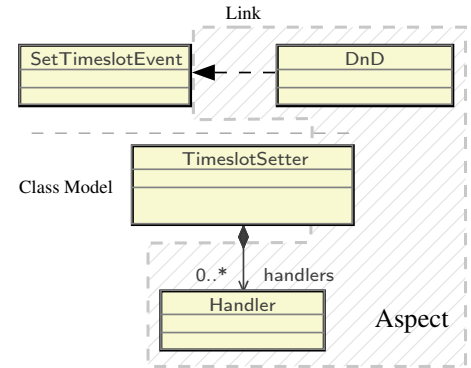 Link
SetTimeslotEvent
DnD
TimeslotSetter
Class Model
0..* handlers
Handler
Aspect